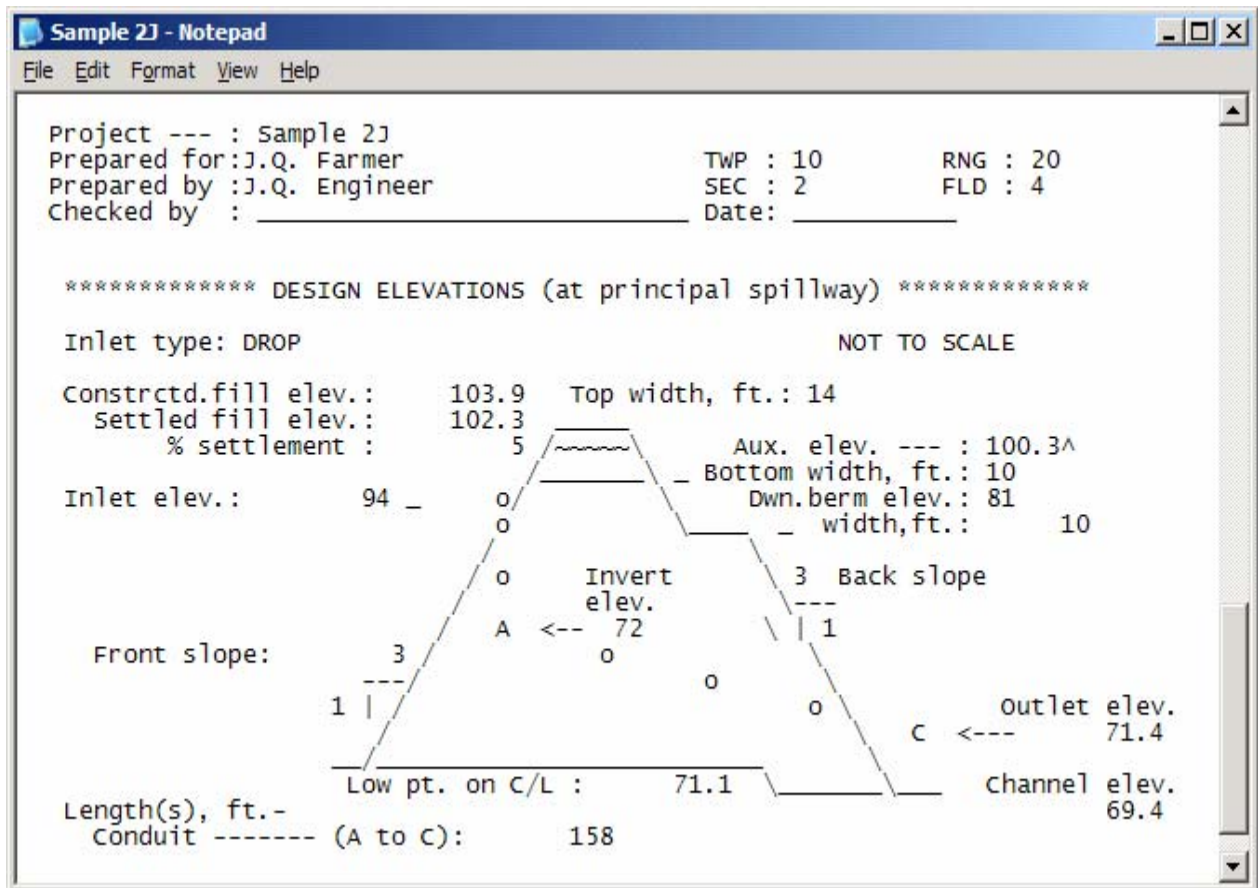 Sample 2J - Notepad
File Edit Format View Help
Project --- : Sample 2J
Prepared for:J.Q. Farmer TWP : 10 RNG : 20
Prepared by :J.Q. Engineer SEC : 2 FLD : 4
Checked by : ______________________________ Date: ___________
************* DESIGN ELEVATIONS (at principal spillway) *************
Inlet type: DROP NOT TO SCALE
Constrctd.fill elev.: 103.9 Top width, ft.: 14
Settled fill elev.: 102.3
% settlement : 5 Aux. elev. --- : 100.3^
Bottom width, ft.: 10
Inlet elev.: 94 _ o Dwn.berm elev.: 81
o _ width,ft.: 10
o Invert 3 Back slope
elev. ---
A <-- 72 \ | 1
Front slope: 3 o
--- o
1 | o Outlet elev.
C <--- 71.4
Low pt. on C/L : 71.1 Channel elev.
Length(s), ft.- 69.4
Conduit ------- (A to C): 158